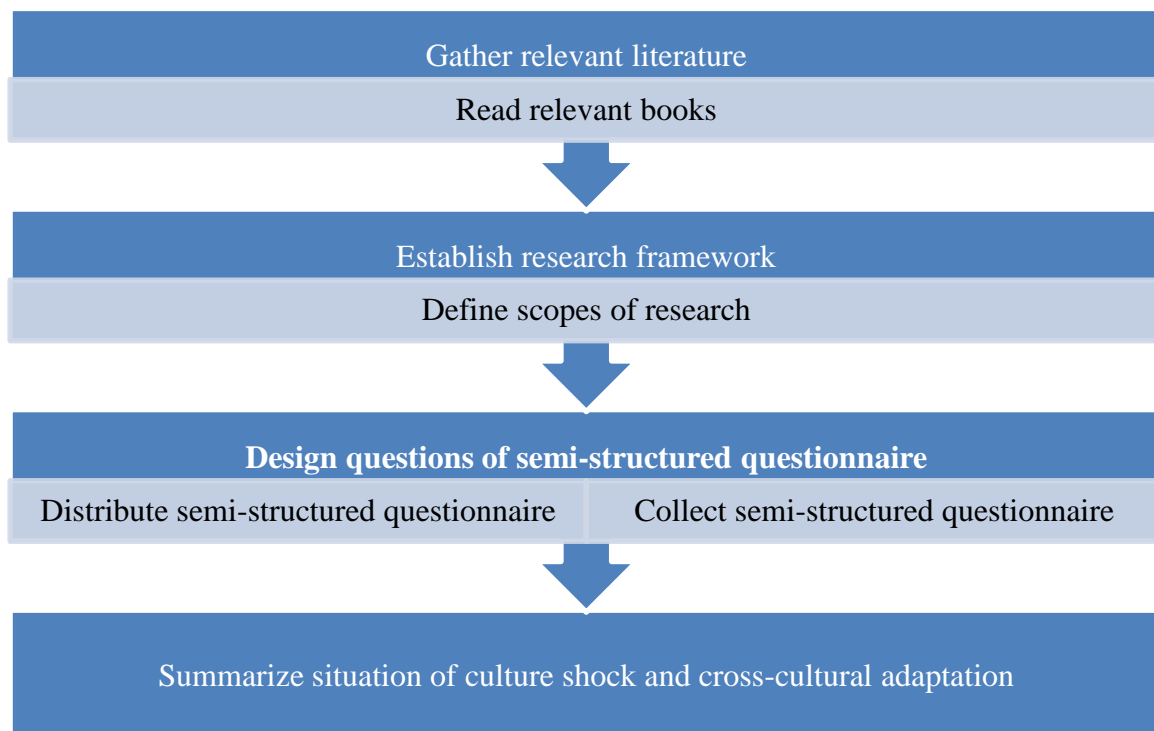 Gather relevant literature
Read relevant books
Establish research framework
Define scopes of research
Design questions of semi-structured questionnaire
Distribute semi-structured questionnaire
Collect semi-structured questionnaire
Summarize situation of culture shock and cross-cultural adaptation